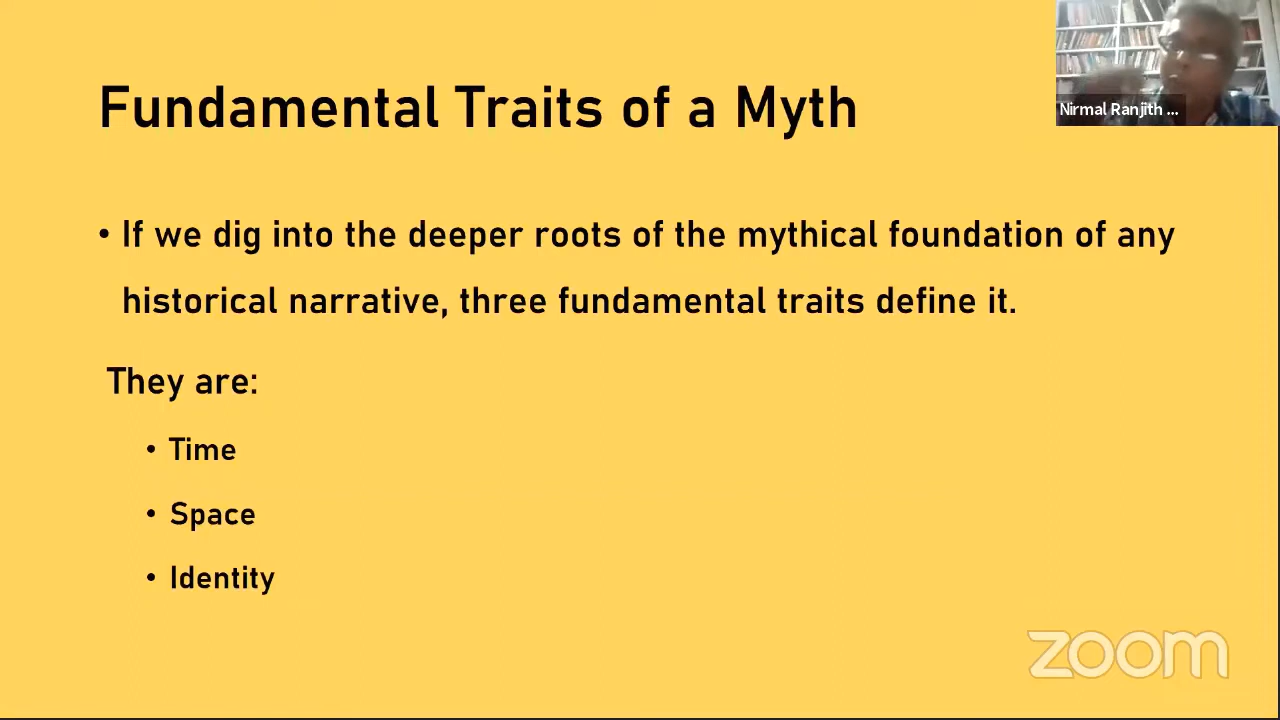 Fundamental Traits of a Myth
Nirmal Ranjith ...
• If we dig into the deeper roots of the mythical foundation of any
historical narrative, three fundamental traits define it.
They are:
• Time
• Space
• Identity
zoom